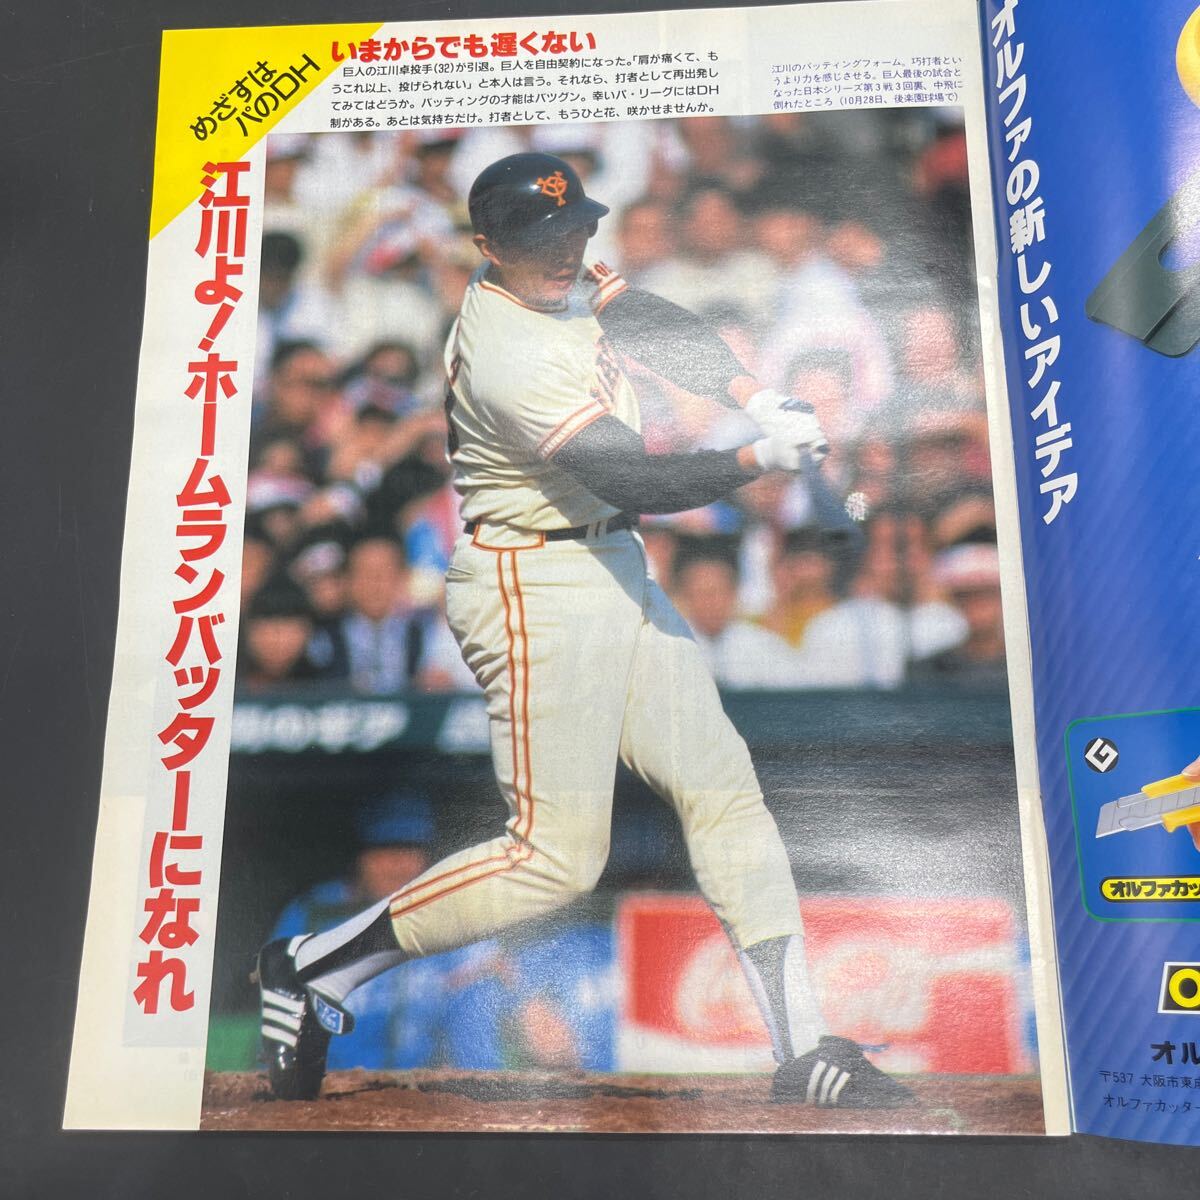 めざすは
パのDH
いまからでも遅くない
巨人の江川卓投手(32)が引退。巨人を自由契約になった。「肩が痛くて、も
うこれ以上、投げられない」と本人は言う。それなら、打者として再出発し
てみてはどうか。バッティングの才能はバツグン。幸いパ・リーグにはDH
制がある。あとは気持ちだけ。打者として、もうひと花、咲かせませんか。
江川のバッティングフォーム。巧打者とい
うより力を感じさせる。巨人最後の試合と
なった日本シリーズ第3戦3回裏、中飛に
倒れたところ（10月28日、後楽園球場で）
江川よ！ホームランバッターになれ
YG
オルファの新しいアイデア
G
オルファカッ
O
オル
〒537 大阪市東成
オルファカッター